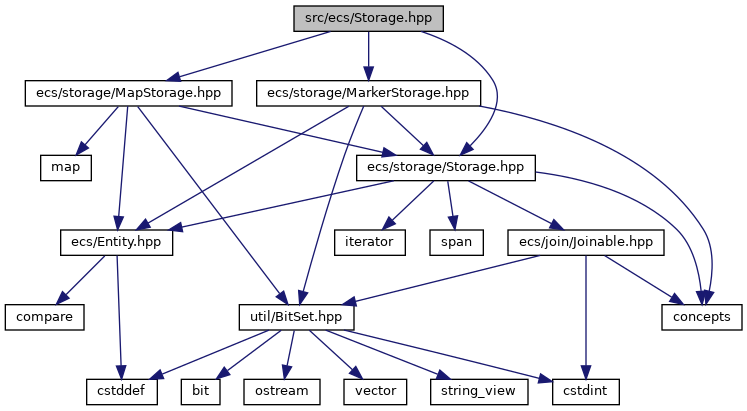 src/ecs/Storage.hpp
ecs/storage/MapStorage.hpp
ecs/storage/MarkerStorage.hpp
map
ecs/storage/Storage.hpp
ecs/Entity.hpp
iterator
span
ecs/join/Joinable.hpp
compare
util/BitSet.hpp
concepts
cstddef
bit
ostream
vector
string_view
cstdint